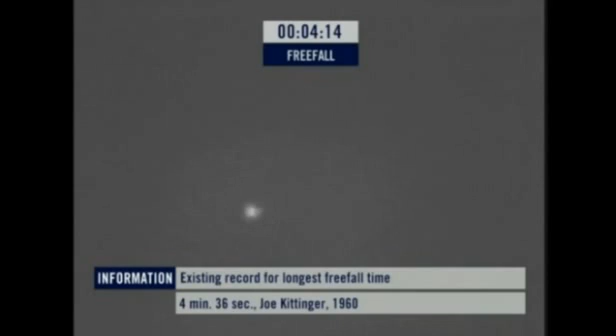 00:04:14
FREEFALL
INFORMATION
Existing record for longest freefall time
4 min. 36 sec., Joe Kittinger, 1960